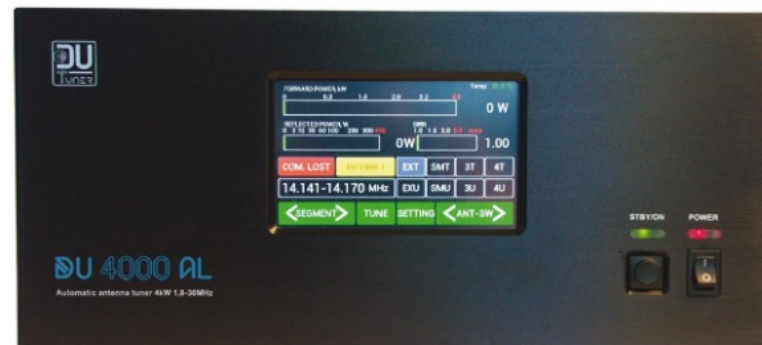 DU
TUNER
FORWARD POWER, kW
0 W
REFLECTED POWER, W
SWR
0W
1.00
COM. LOST ANTENNA 1 EXT SMT 3T 4T
14.141-14.170 MHz EXU SMU 3U 4U
<SEGMENT> TUNE SETTING <ANT-SW>
STBY/ON POWER
DU 4000 AL
Automatic antenna tuner 4kW 1,8-30MHz